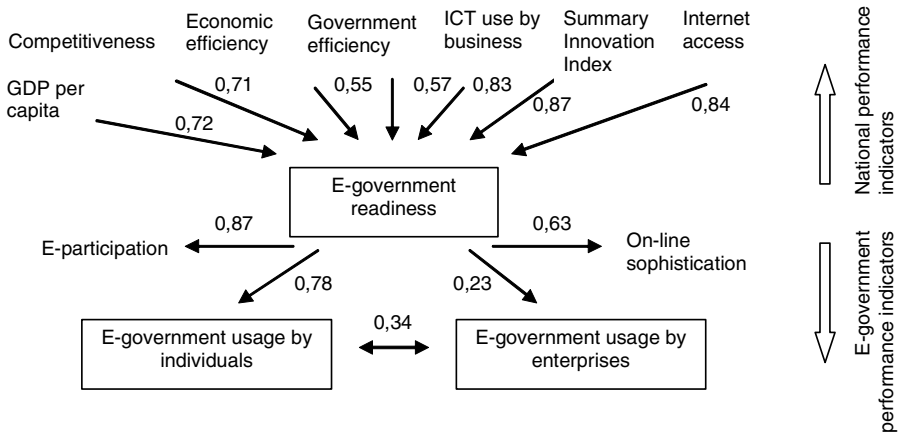 Competitiveness
Economic
efficiency
Government
efficiency
ICT use by
business
Summary
Innovation
Index
Internet
access
GDP per
capita
0,71
0,55
0,57
0,83
0,87
0,84
0,72
E-government
readiness
0,87
0,63
E-participation
On-line
sophistication
0,78
0,23
E-government usage by
individuals
0,34
E-government usage by
enterprises
National performance
indicators
E-government
performance indicators